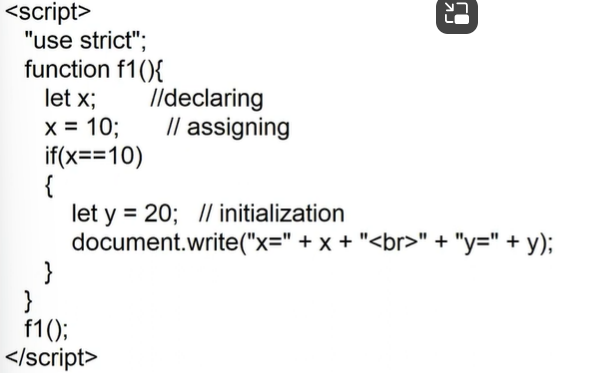 <script>
"use strict";
function f1(){
let x; //declaring
x = 10; // assigning
if(x==10)
{
let y = 20; // initialization
document.write("x=" + x + "<br>" + "y=" + y);
}
}
f1();
</script>